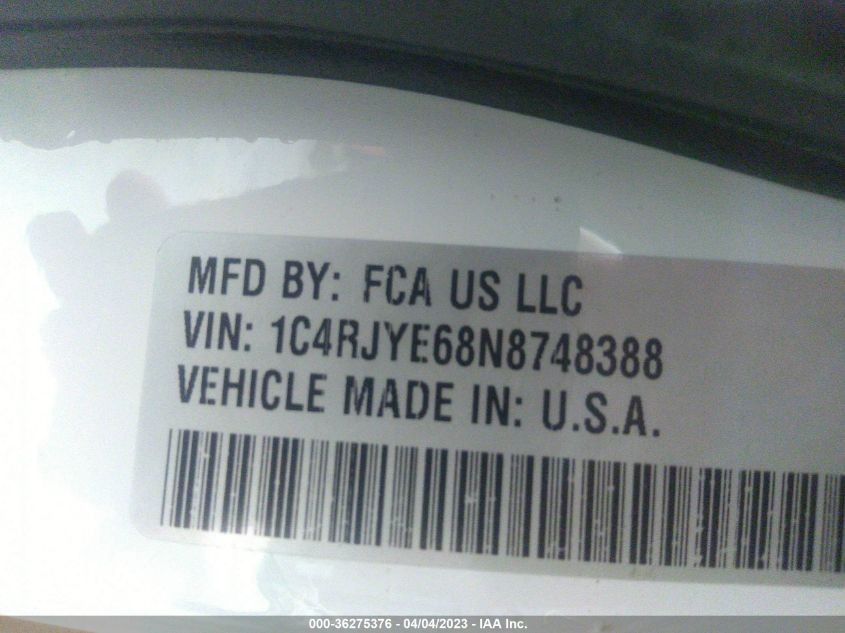 MFD BY: FCA US LLC
VIN: 1C4RJYE68N8748388
VEHICLE MADE IN: U.S.A.
000-36275376 - 04/04/2023 - IAA Inc.